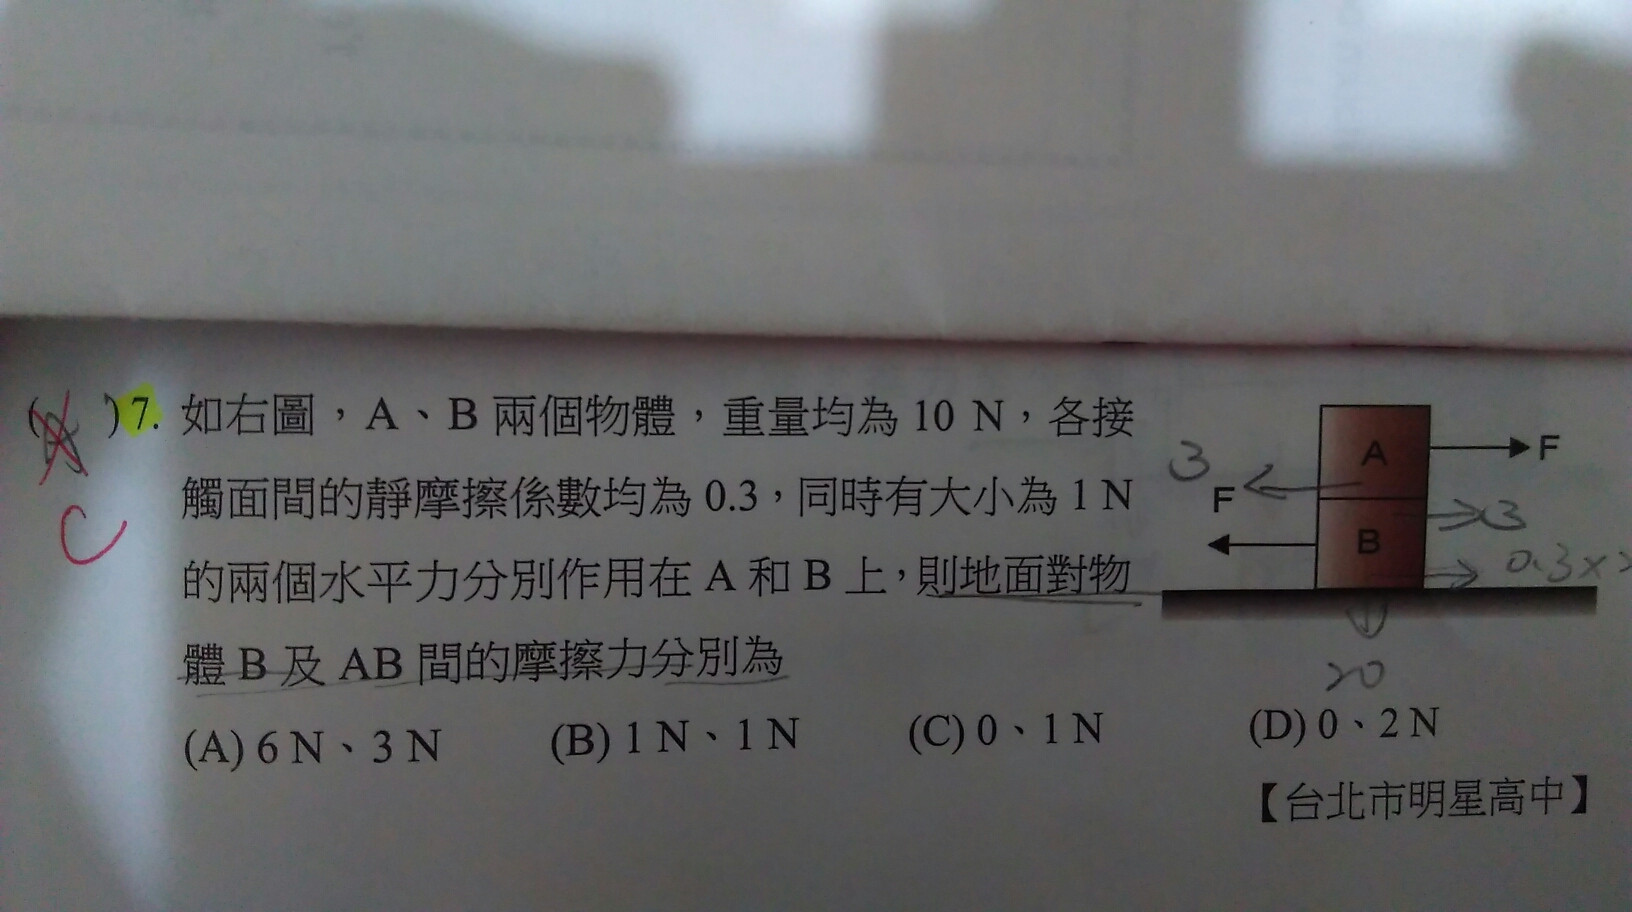 )7. 如右圖，A、B 兩個物體，重量均為 10 N，各接
觸面間的靜摩擦係數均為 0.3，同時有大小為 1 N
的兩個水平力分別作用在 A 和 B 上，則地面對物
體 B 及 AB 間的摩擦力分別為
(A) 6 N、3 N (B) 1 N、1 N (C) 0、1 N (D) 0、2 N
【台北市明星高中】
C
A
F
3
F
3
B
0.3×
20